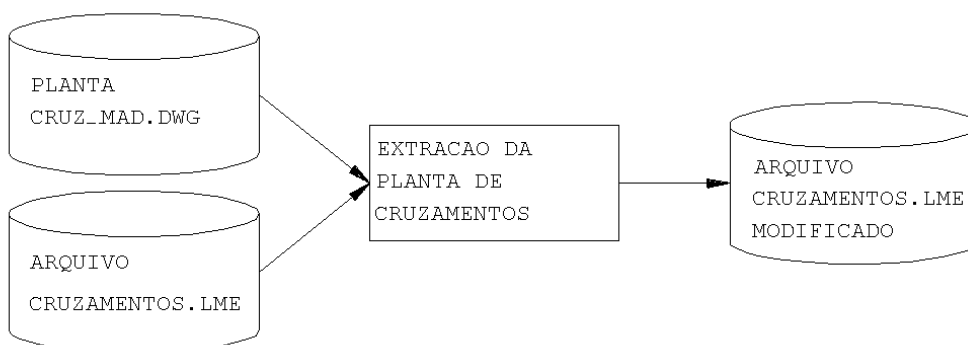 PLANTA
CRUZ_MAD.DWG
ARQUIVO
CRUZAMENTOS.LME
EXTRACAO DA
PLANTA DE
CRUZAMENTOS
ARQUIVO
CRUZAMENTOS.LME
MODIFICADO